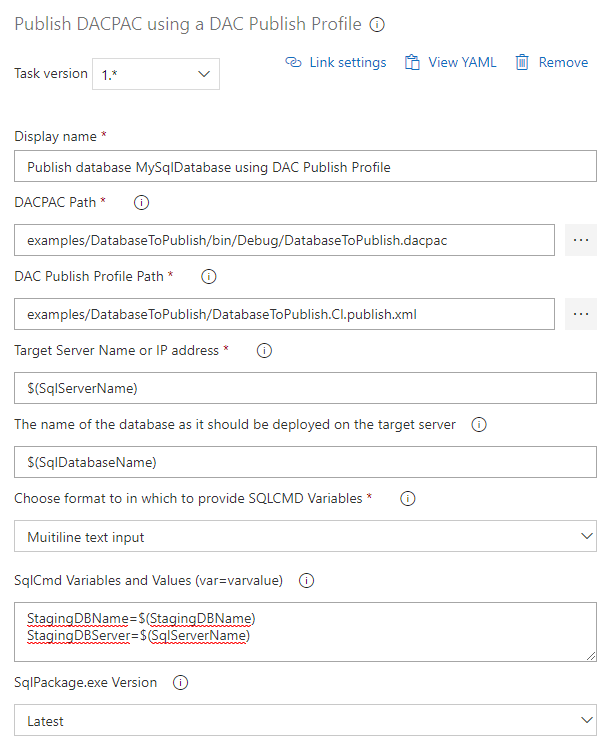 Publish DACPAC using a DAC Publish Profile
Task version 1.*
Link settings View YAML Remove
Display name *
Publish database MySqlDatabase using DAC Publish Profile
DACPAC Path *
examples/DatabaseToPublish/bin/Debug/DatabaseToPublish.dacpac
DAC Publish Profile Path *
examples/DatabaseToPublish/DatabaseToPublish.CI.publish.xml
Target Server Name or IP address *
$(SqlServerName)
The name of the database as it should be deployed on the target server
$(SqlDatabaseName)
Choose format to in which to provide SQLCMD Variables *
Muitiline text input
SqlCmd Variables and Values (var=varvalue)
StagingDBName=$(StagingDBName)
StagingDBServer=$(SqlServerName)
SqlPackage.exe Version
Latest